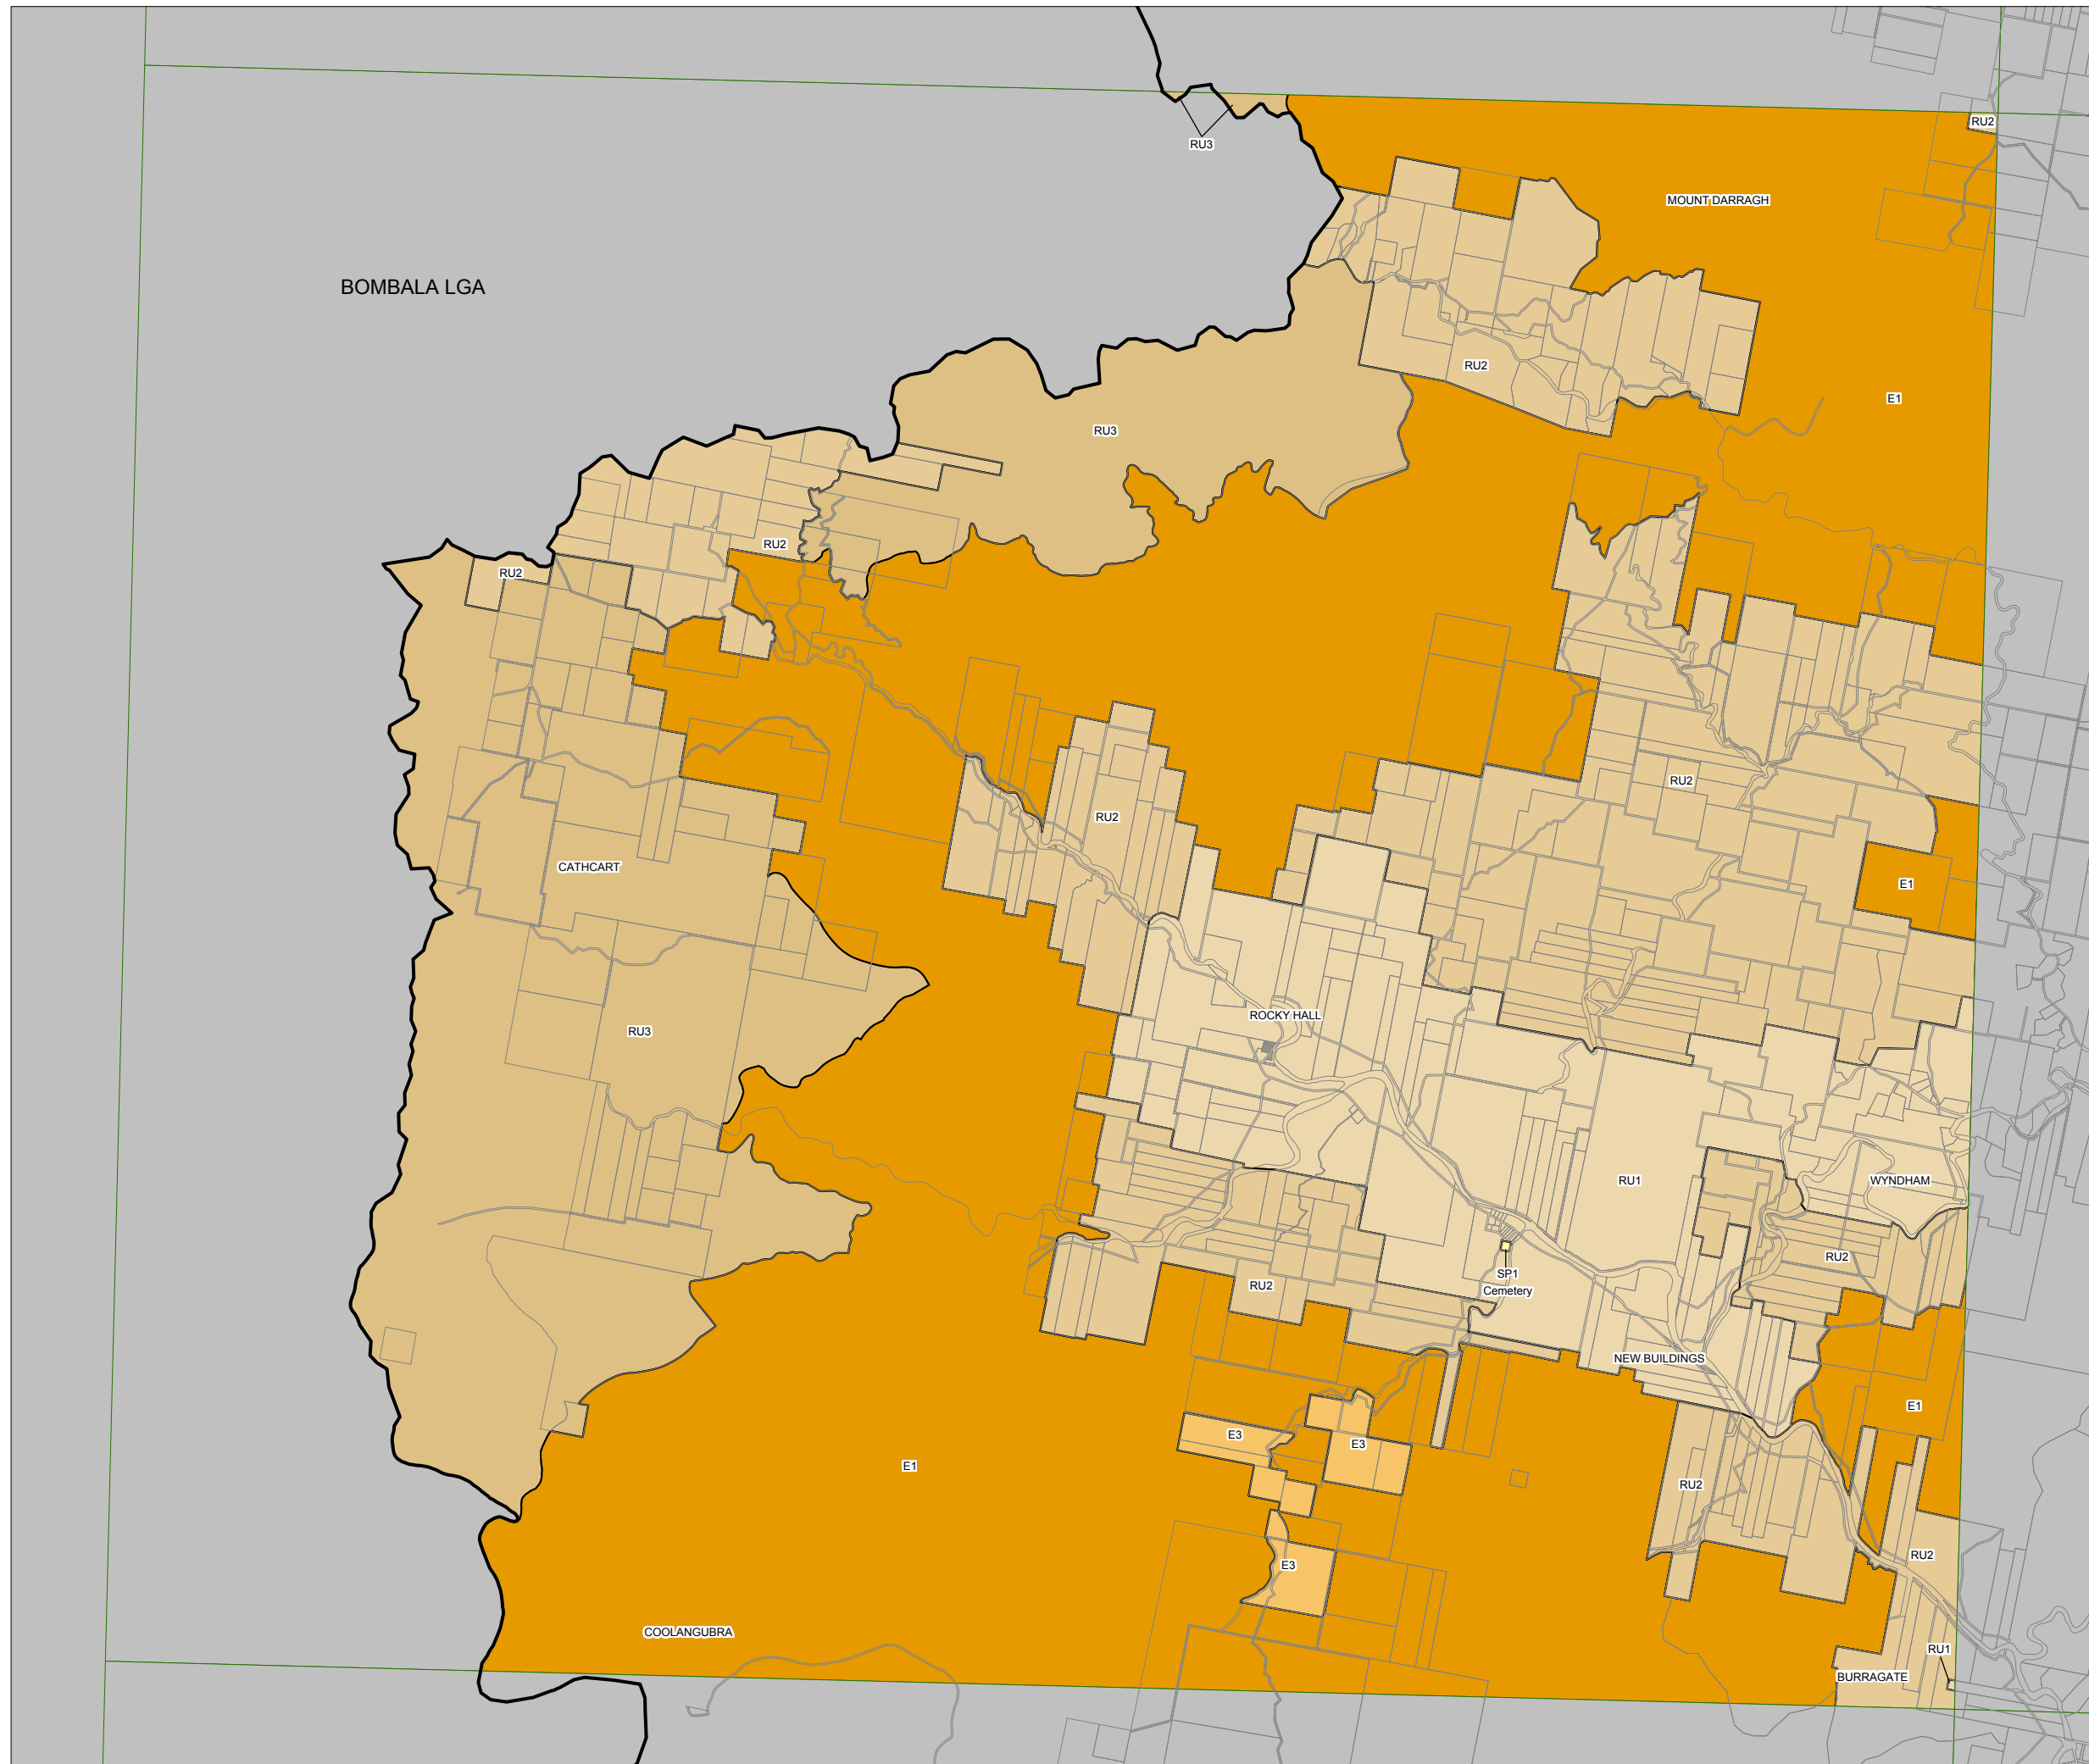 RU2
RU3
MOUNT DARRAGH
BOMBALA LGA
RU2
E1
RU3
RU2
RU2
RU2
RU2
CATHCART
E1
ROCKY HALL
RU3
RU1
WYNDHAM
RU2
SP1
Cemetery
RU2
NEW BUILDINGS
E1
E3
E3
E1
RU2
RU2
E3
COOLANGUBRA
RU1
BURRAGATE